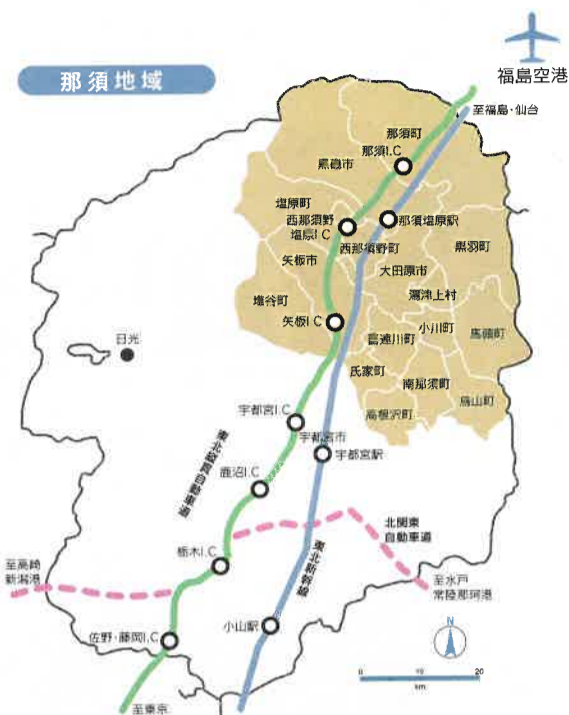 福島空港
那須地域
至福島・仙台
那須町
那須I.C
黒磯市
塩原町
西那須野
塩原I.C
那須塩原駅
西那須野町
黒羽町
矢板市
大田原市
湯津上村
塩谷町
矢板I.C
喜連川町
小川町
馬頭町
日光
氏家町
南那須町
高根沢町
烏山町
宇都宮I.C
宇都宮市
宇都宮駅
東北縦貫自動車道
鹿沼I.C
北関東
自動車道
栃木I.C
東北新幹線
至高崎
新潟港
至水戸
常陸那珂港
小山駅
佐野・藤岡I.C
N
0 10 20
km
至東京